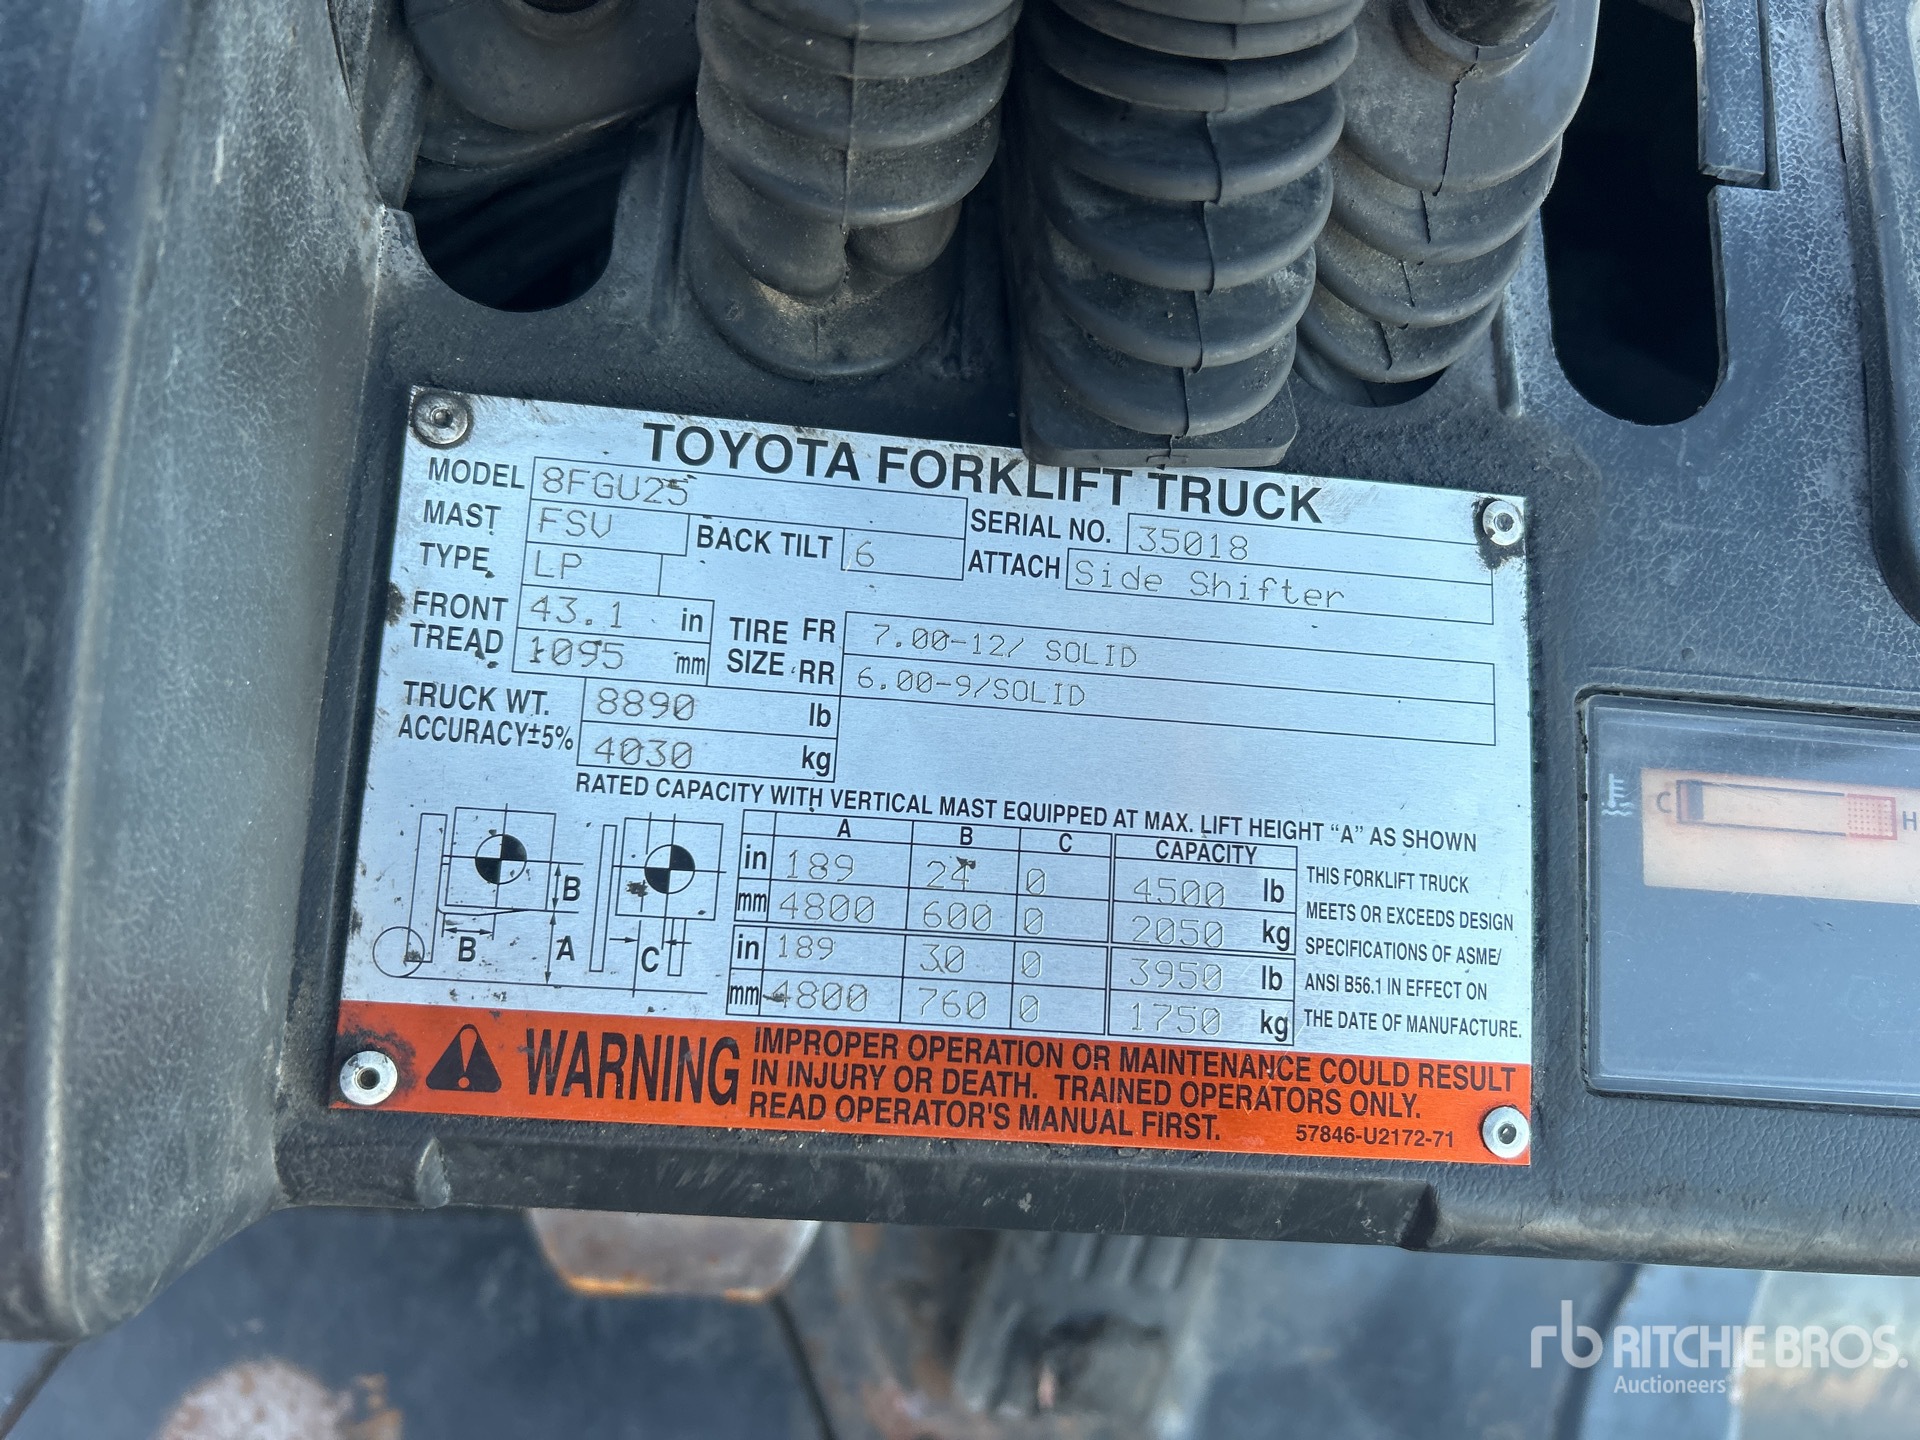 TOYOTA FORKLIFT TRUCK
MODEL 8FGU25
SERIAL NO. 35018
MAST FSV BACK TILT 6
ATTACH Side Shifter
TYPE LP
FRONT TREAD 43.1 in
1095 mm
TIRE SIZE FR 7.00-12/ SOLID
RR 6.00-9/SOLID
TRUCK WT. 8890 lb
ACCURACY±5% 4030 kg
RATED CAPACITY WITH VERTICAL MAST EQUIPPED AT MAX. LIFT HEIGHT "A" AS SHOWN
A B C CAPACITY
in 189 24 0 4500 lb
mm 4800 600 0 2050 kg
in 189 30 0 3950 lb
mm 4800 760 0 1750 kg
B
B
A
C
THIS FORKLIFT TRUCK
MEETS OR EXCEEDS DESIGN
SPECIFICATIONS OF ASME/
ANSI B56.1 IN EFFECT ON
THE DATE OF MANUFACTURE.
WARNING
IMPROPER OPERATION OR MAINTENANCE COULD RESULT
IN INJURY OR DEATH. TRAINED OPERATORS ONLY.
READ OPERATOR'S MANUAL FIRST.
57846-U2172-71
C H
rb RITCHIE BROS.
Auctioneers